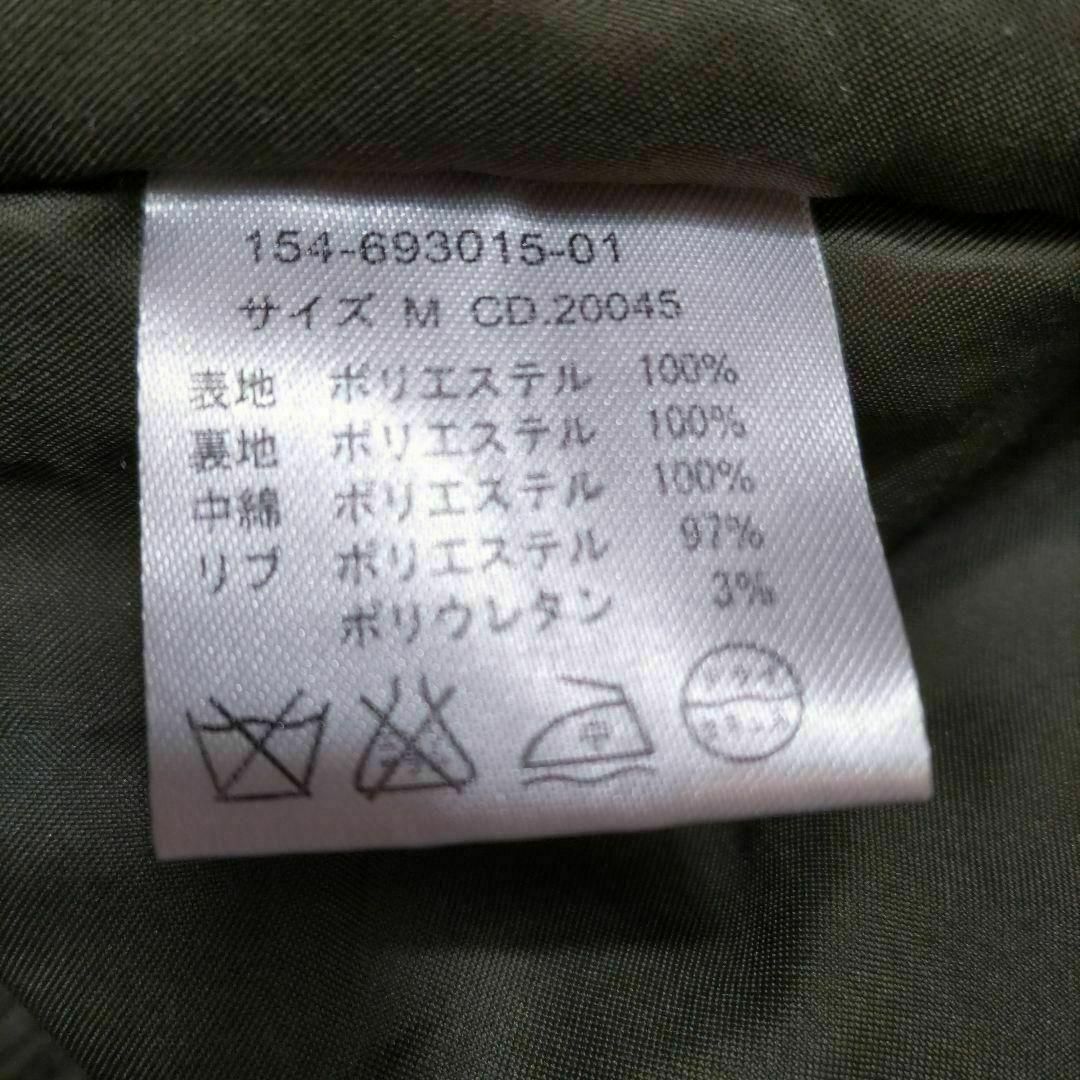 154-693015-01
サイズ M CD.20045
表地 ポリエステル 100%
裏地 ポリエステル 100%
中綿 ポリエステル 100%
リブ ポリエステル 97%
ポリウレタン 3%
中